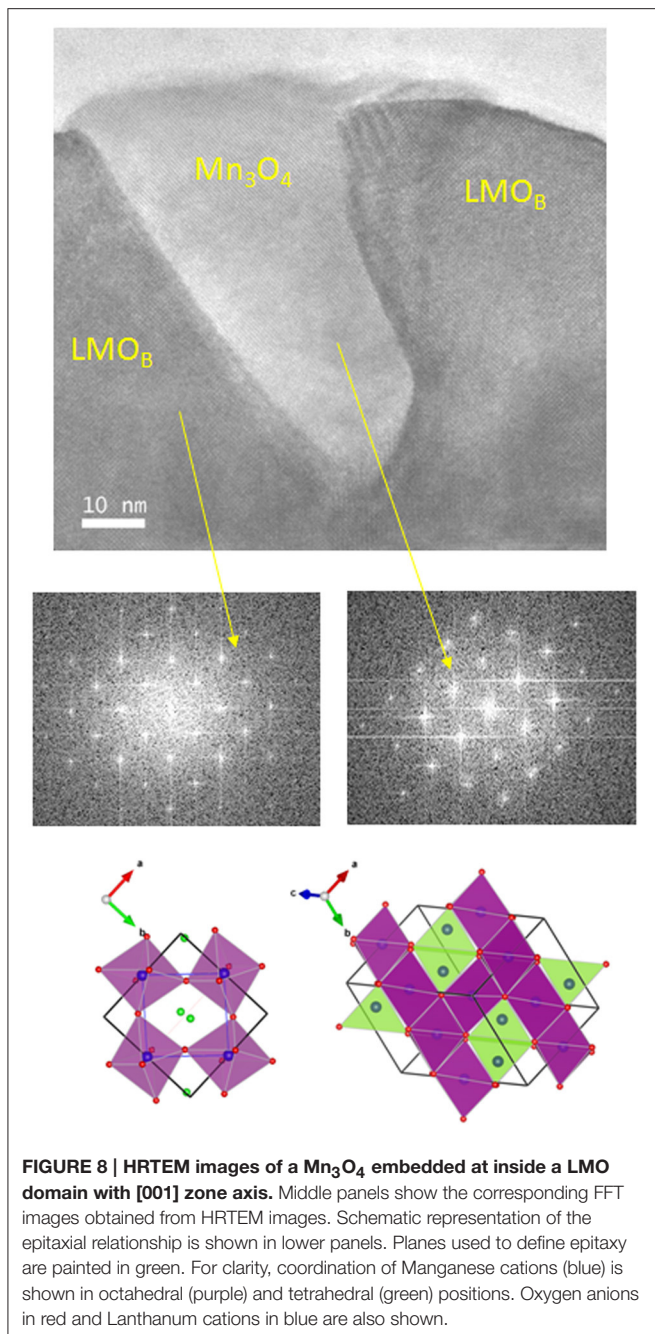 Mn₃O₄
LMO_B
LMO_B
10 nm
a
b
a
c
b
FIGURE 8 | HRTEM images of a Mn₃O₄ embedded at inside a LMO
domain with [001] zone axis. Middle panels show the corresponding FFT
images obtained from HRTEM images. Schematic representation of the
epitaxial relationship is shown in lower panels. Planes used to define epitaxy
are painted in green. For clarity, coordination of Manganese cations (blue) is
shown in octahedral (purple) and tetrahedral (green) positions. Oxygen anions
in red and Lanthanum cations in blue are also shown.